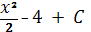 x²/2 – 4 + C